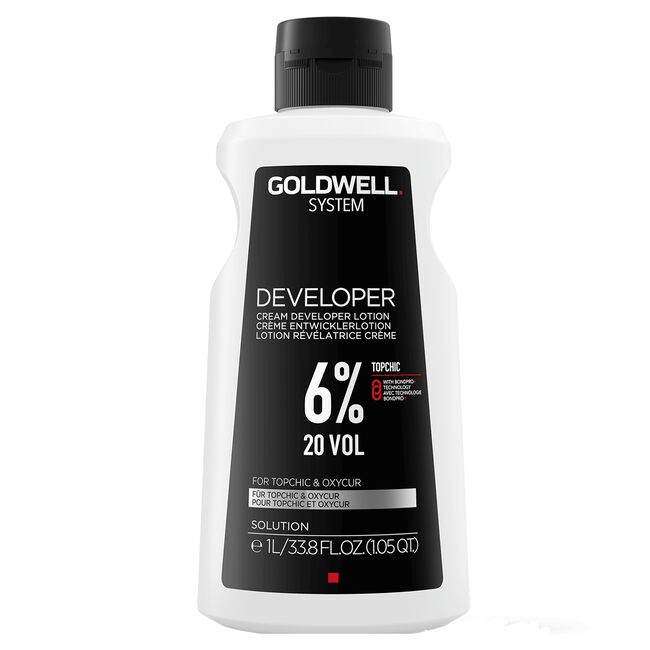 GOLDWELL.
SYSTEM
DEVELOPER
CREAM DEVELOPER LOTION
CRÈME ENTWICKLERLOTION
LOTION RÉVÉLATRICE CRÈME
6%
20 VOL
TOPCHIC
WITH BONDPRO+
TECHNOLOGY
AVEC TECHNOLOGIE
BONDPRO+
FOR TOPCHIC & OXYCUR
FÜR TOPCHIC & OXYCUR
POUR TOPCHIC ET OXYCUR
SOLUTION
℮ 1L/33.8 FL.OZ.(1.05 QT.)